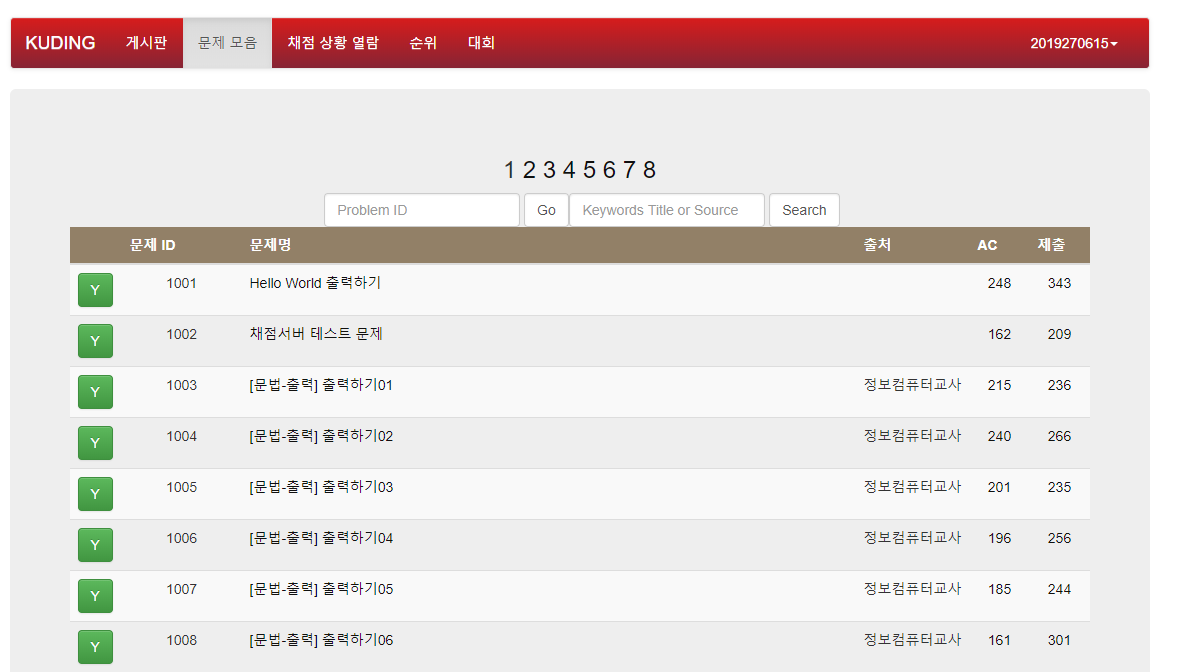 KUDING 게시판 문제 모음 채점 상황 열람 순위 대회 2019270615
1 2 3 4 5 6 7 8
Problem ID Go Keywords Title or Source Search
문제 ID 문제명 출처 AC 제출
Y 1001 Hello World 출력하기 248 343
Y 1002 채점서버 테스트 문제 162 209
Y 1003 [문법-출력] 출력하기01 정보컴퓨터교사 215 236
Y 1004 [문법-출력] 출력하기02 정보컴퓨터교사 240 266
Y 1005 [문법-출력] 출력하기03 정보컴퓨터교사 201 235
Y 1006 [문법-출력] 출력하기04 정보컴퓨터교사 196 256
Y 1007 [문법-출력] 출력하기05 정보컴퓨터교사 185 244
Y 1008 [문법-출력] 출력하기06 정보컴퓨터교사 161 301